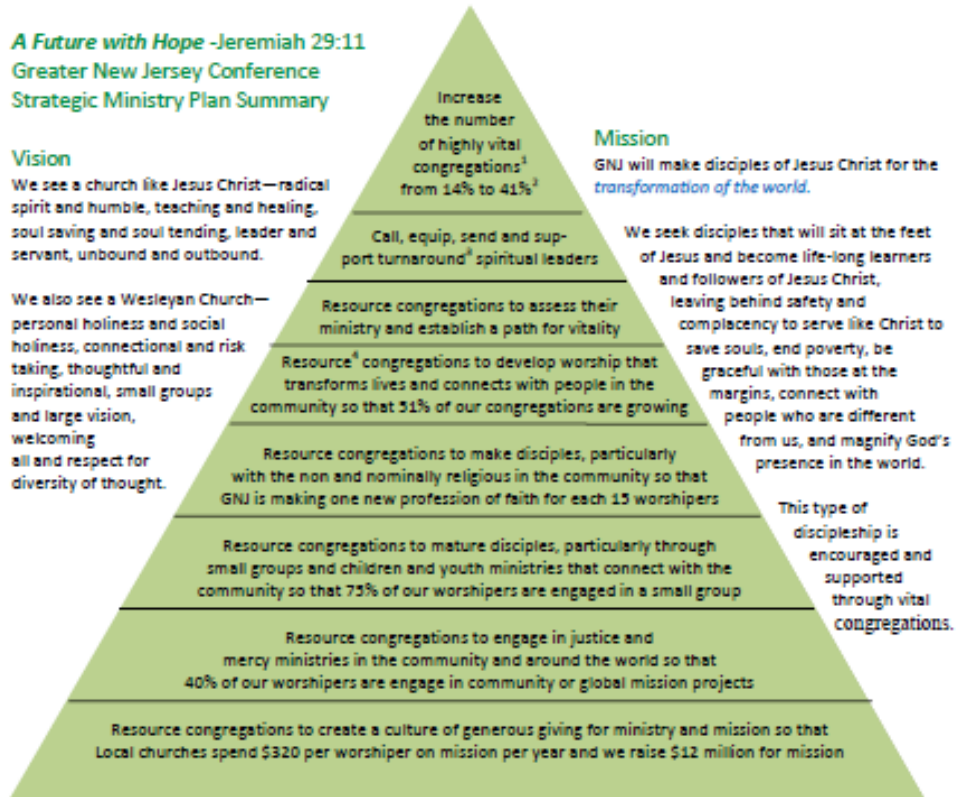 A Future with Hope -Jeremiah 29:11
Greater New Jersey Conference
Strategic Ministry Plan Summary
Vision
We see a church like Jesus Christ—radical
spirit and humble, teaching and healing,
soul saving and soul tending, leader and
servant, unbound and outbound.
We also see a Wesleyan Church—
personal holiness and social
holiness, connectional and risk
taking, thoughtful and
inspirational, small groups
and large vision,
welcoming
all and respect for
diversity of thought.
Increase
the number
of highly vital
congregations¹
from 14% to 41%²
Call, equip, send and sup-
port turnaround³ spiritual leaders
Resource congregations to assess their
ministry and establish a path for vitality
Resource⁴ congregations to develop worship that
transforms lives and connects with people in the
community so that 51% of our congregations are growing
Resource congregations to make disciples, particularly
with the non and nominally religious in the community so that
GNJ is making one new profession of faith for each 15 worshipers
Resource congregations to mature disciples, particularly through
small groups and children and youth ministries that connect with the
community so that 75% of our worshipers are engaged in a small group
Resource congregations to engage in justice and
mercy ministries in the community and around the world so that
40% of our worshipers are engage in community or global mission projects
Resource congregations to create a culture of generous giving for ministry and mission so that
Local churches spend $320 per worshiper on mission per year and we raise $12 million for mission
Mission
GNJ will make disciples of Jesus Christ for the
transformation of the world.
We seek disciples that will sit at the feet
of Jesus and become life-long learners
and followers of Jesus Christ,
leaving behind safety and
complacency to serve like Christ to
save souls, end poverty, be
graceful with those at the
margins, connect with
people who are different
from us, and magnify God's
presence in the world.
This type of
discipleship is
encouraged and
supported
through vital
congregations.